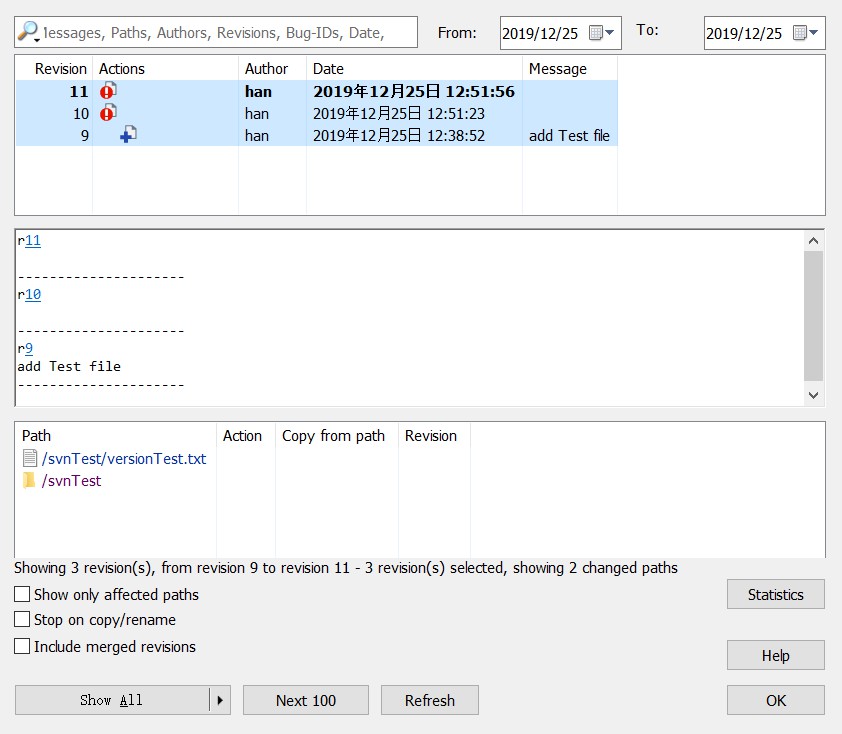 Messages, Paths, Authors, Revisions, Bug-IDs, Date,
From: 2019/12/25 To: 2019/12/25
Revision Actions Author Date Message
11 han 2019年12月25日 12:51:56
10 han 2019年12月25日 12:51:23
9 han 2019年12月25日 12:38:52 add Test file
r11
---------------------
r10
---------------------
r9
add Test file
---------------------
Path Action Copy from path Revision
/svnTest/versionTest.txt
/svnTest
Showing 3 revision(s), from revision 9 to revision 11 - 3 revision(s) selected, showing 2 changed paths
Show only affected paths
Statistics
Stop on copy/rename
Include merged revisions
Help
Show All Next 100 Refresh OK